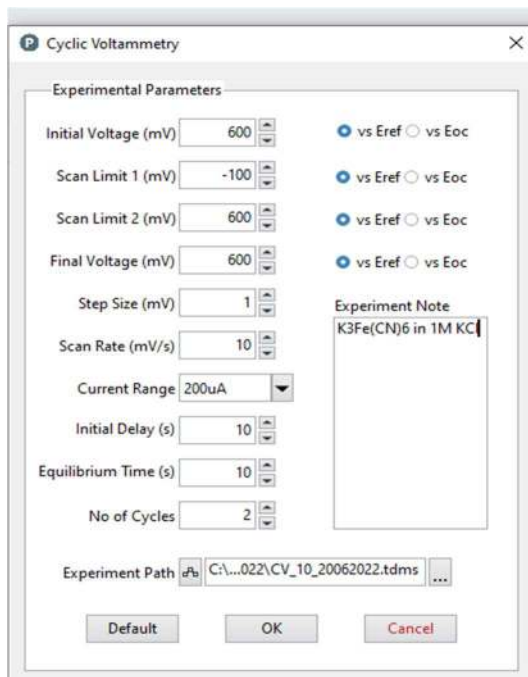 P Cyclic Voltammetry
Experimental Parameters
Initial Voltage (mV) 600 vs Eref vs Eoc
Scan Limit 1 (mV) -100 vs Eref vs Eoc
Scan Limit 2 (mV) 600 vs Eref vs Eoc
Final Voltage (mV) 600 vs Eref vs Eoc
Step Size (mV) 1
Experiment Note
K3Fe(CN)6 in 1M KCl
Scan Rate (mV/s) 10
Current Range 200uA
Initial Delay (s) 10
Equilibrium Time (s) 10
No of Cycles 2
Experiment Path C:\...022\CV_10_20062022.tdms ...
Default OK Cancel